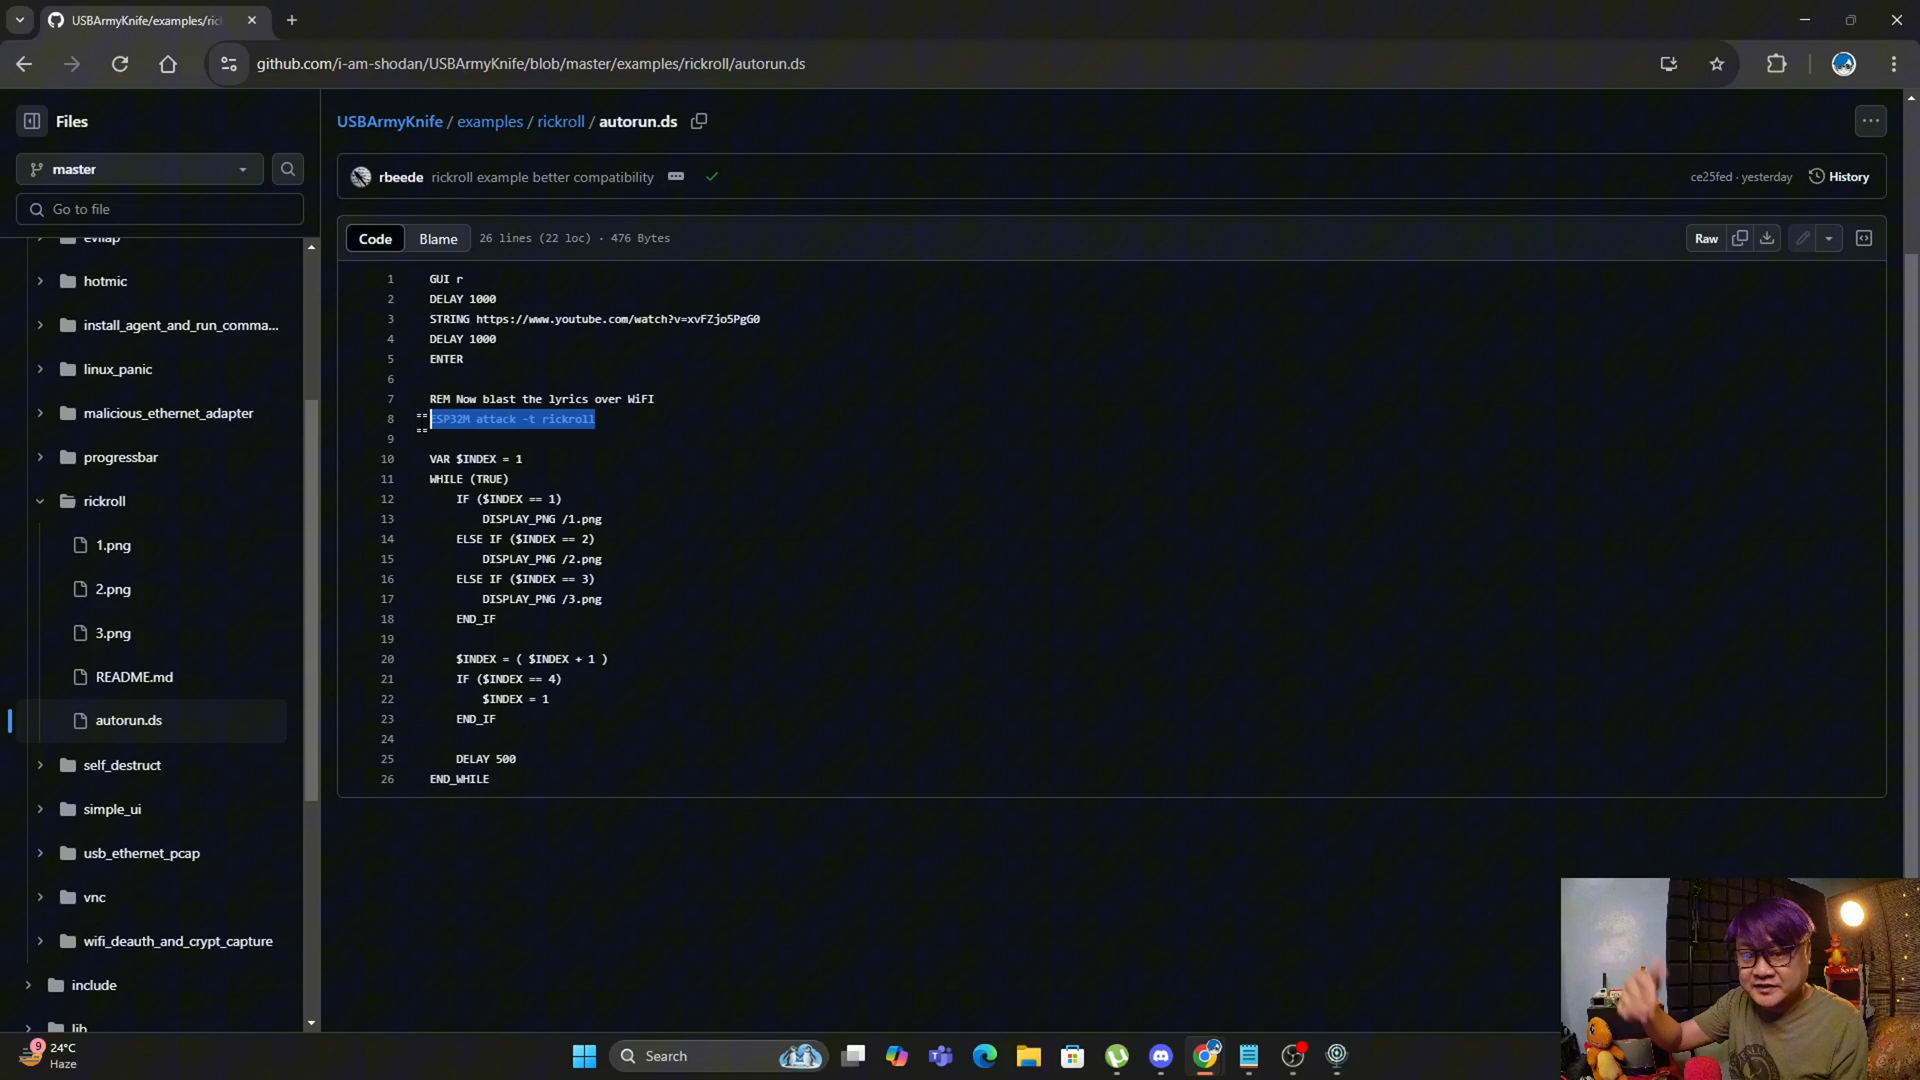 USBArmyKnife/examples/ric
github.com/i-am-shodan/USBArmyKnife/blob/master/examples/rickroll/autorun.ds
Files
master
Go to file
evilap
hotmic
install_agent_and_run_comma...
linux_panic
malicious_ethernet_adapter
progressbar
rickroll
1.png
2.png
3.png
README.md
autorun.ds
self_destruct
simple_ui
usb_ethernet_pcap
vnc
wifi_deauth_and_crypt_capture
include
lib
USBArmyKnife / examples / rickroll / autorun.ds
rbeede rickroll example better compatibility
ce25fed · yesterday History
Code Blame 26 lines (22 loc) · 476 Bytes Raw
1 GUI r
2 DELAY 1000
3 STRING https://www.youtube.com/watch?v=xvFZjo5PgG0
4 DELAY 1000
5 ENTER
6
7 REM Now blast the lyrics over WiFI
8 ESP32M attack -t rickroll
9
10 VAR $INDEX = 1
11 WHILE (TRUE)
12 IF ($INDEX == 1)
13 DISPLAY_PNG /1.png
14 ELSE IF ($INDEX == 2)
15 DISPLAY_PNG /2.png
16 ELSE IF ($INDEX == 3)
17 DISPLAY_PNG /3.png
18 END_IF
19
20 $INDEX = ( $INDEX + 1 )
21 IF ($INDEX == 4)
22 $INDEX = 1
23 END_IF
24
25 DELAY 500
26 END_WHILE
9
24°C
Haze
Search